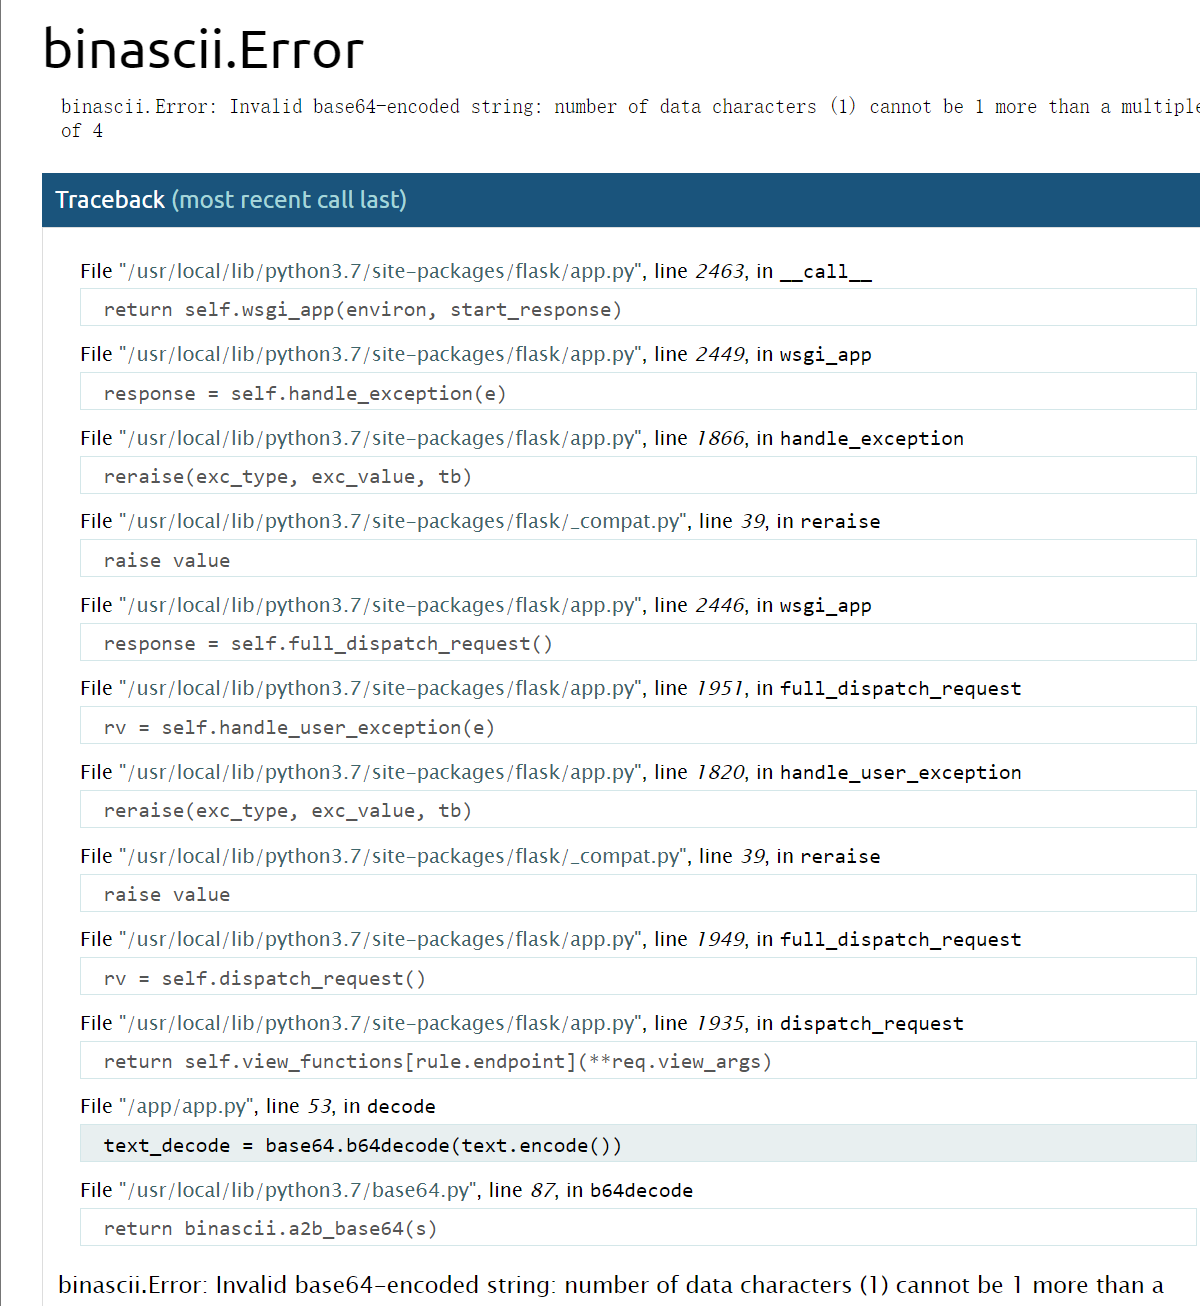 binascii.Error
binascii.Error: Invalid base64-encoded string: number of data characters (1) cannot be 1 more than a multiple
of 4
Traceback (most recent call last)
File "/usr/local/lib/python3.7/site-packages/flask/app.py", line 2463, in __call__
return self.wsgi_app(environ, start_response)
File "/usr/local/lib/python3.7/site-packages/flask/app.py", line 2449, in wsgi_app
response = self.handle_exception(e)
File "/usr/local/lib/python3.7/site-packages/flask/app.py", line 1866, in handle_exception
reraise(exc_type, exc_value, tb)
File "/usr/local/lib/python3.7/site-packages/flask/_compat.py", line 39, in reraise
raise value
File "/usr/local/lib/python3.7/site-packages/flask/app.py", line 2446, in wsgi_app
response = self.full_dispatch_request()
File "/usr/local/lib/python3.7/site-packages/flask/app.py", line 1951, in full_dispatch_request
rv = self.handle_user_exception(e)
File "/usr/local/lib/python3.7/site-packages/flask/app.py", line 1820, in handle_user_exception
reraise(exc_type, exc_value, tb)
File "/usr/local/lib/python3.7/site-packages/flask/_compat.py", line 39, in reraise
raise value
File "/usr/local/lib/python3.7/site-packages/flask/app.py", line 1949, in full_dispatch_request
rv = self.dispatch_request()
File "/usr/local/lib/python3.7/site-packages/flask/app.py", line 1935, in dispatch_request
return self.view_functions[rule.endpoint](**req.view_args)
File "/app/app.py", line 53, in decode
text_decode = base64.b64decode(text.encode())
File "/usr/local/lib/python3.7/base64.py", line 87, in b64decode
return binascii.a2b_base64(s)
binascii.Error: Invalid base64-encoded string: number of data characters (1) cannot be 1 more than a